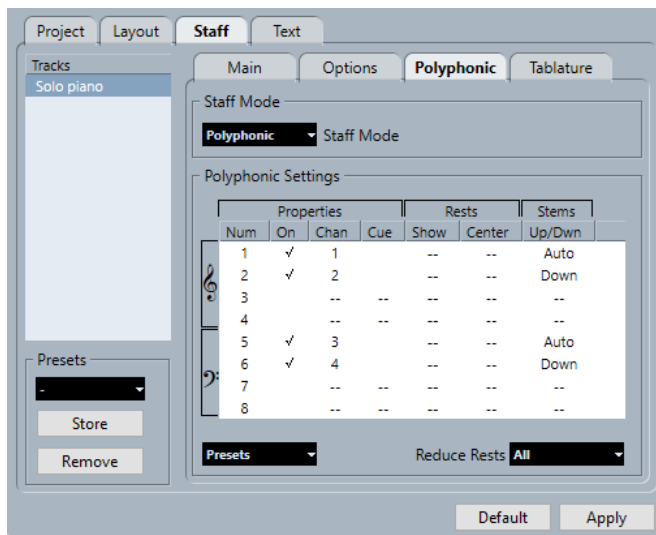 Project Layout Staff Text
Tracks
Solo piano
Main Options Polyphonic Tablature
Staff Mode
Polyphonic Staff Mode
Polyphonic Settings
Properties Rests Stems
Num On Chan Cue Show Center Up/Dwn
1 √ 1 -- -- Auto
2 √ 2 -- -- Down
3 -- -- -- -- --
4 -- -- -- -- --
5 √ 3 -- -- Auto
6 √ 4 -- -- Down
7 -- -- -- -- --
8 -- -- -- -- --
Presets
-
Store
Remove
Presets Reduce Rests All
Default Apply